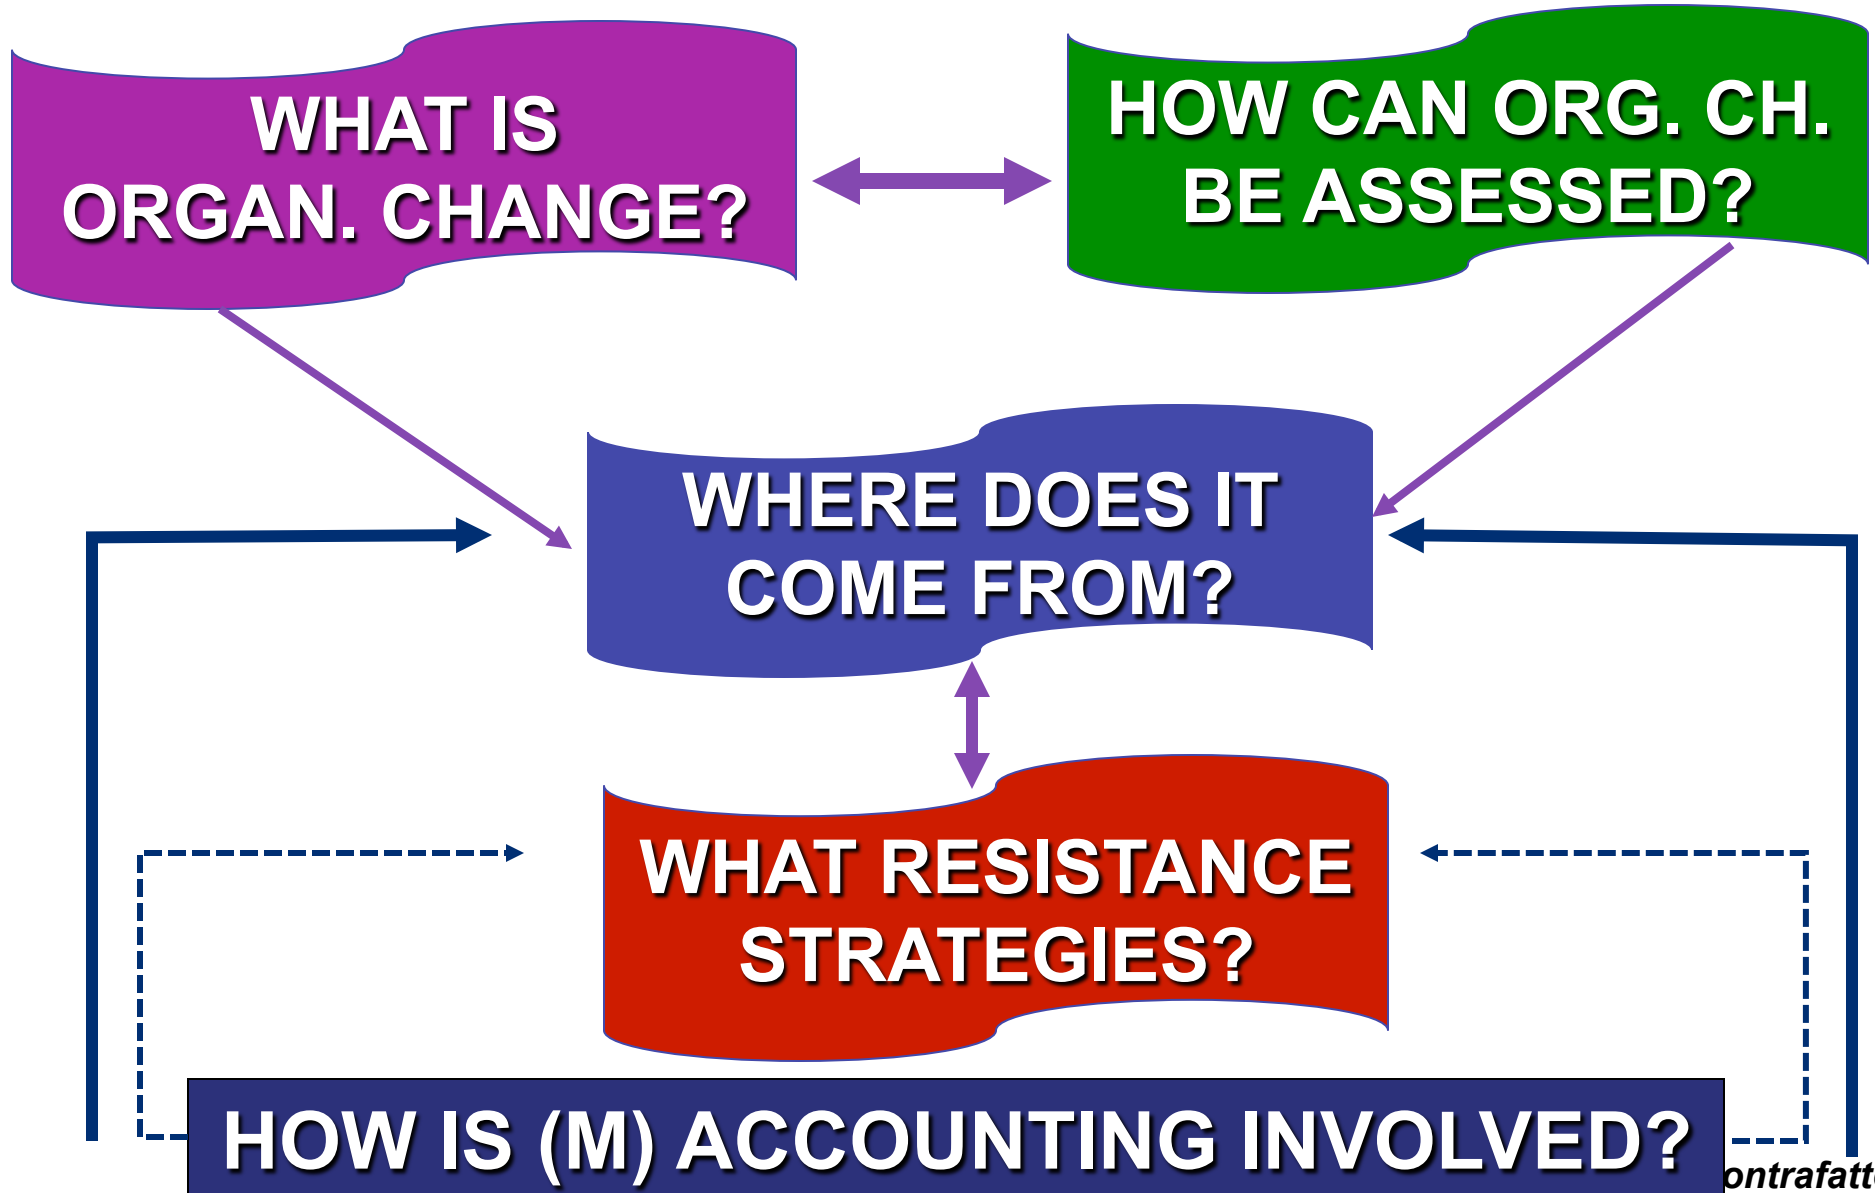 WHAT IS
ORGAN. CHANGE?
HOW CAN ORG. CH.
BE ASSESSED?
WHERE DOES IT
COME FROM?
WHAT RESISTANCE
STRATEGIES?
HOW IS (M) ACCOUNTING INVOLVED?
ontrafatt